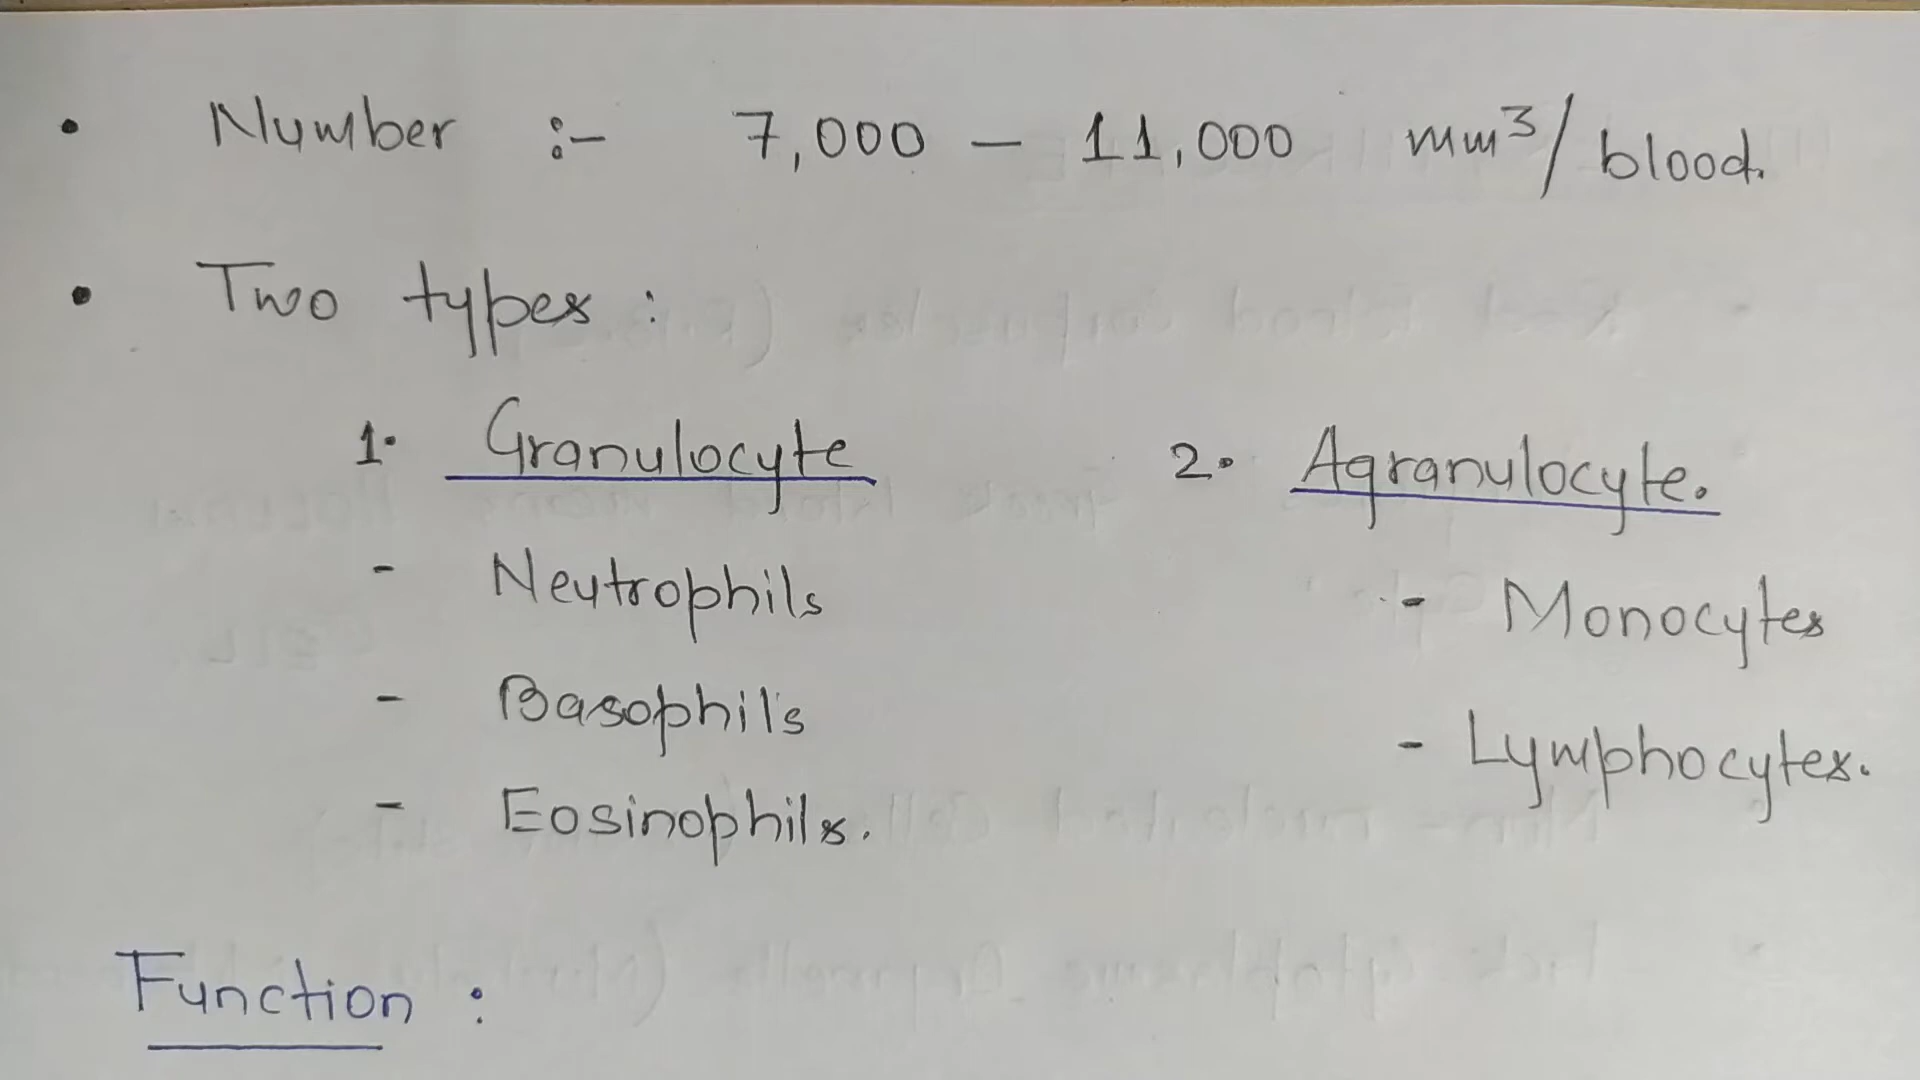 • Number :- 7,000 – 11,000 mm³/blood.
• Two types :
1. Granulocyte
2. Agranulocyte.
- Neutrophils
- Monocytes
- Basophils
- Lymphocytes.
- Eosinophils.
Function :